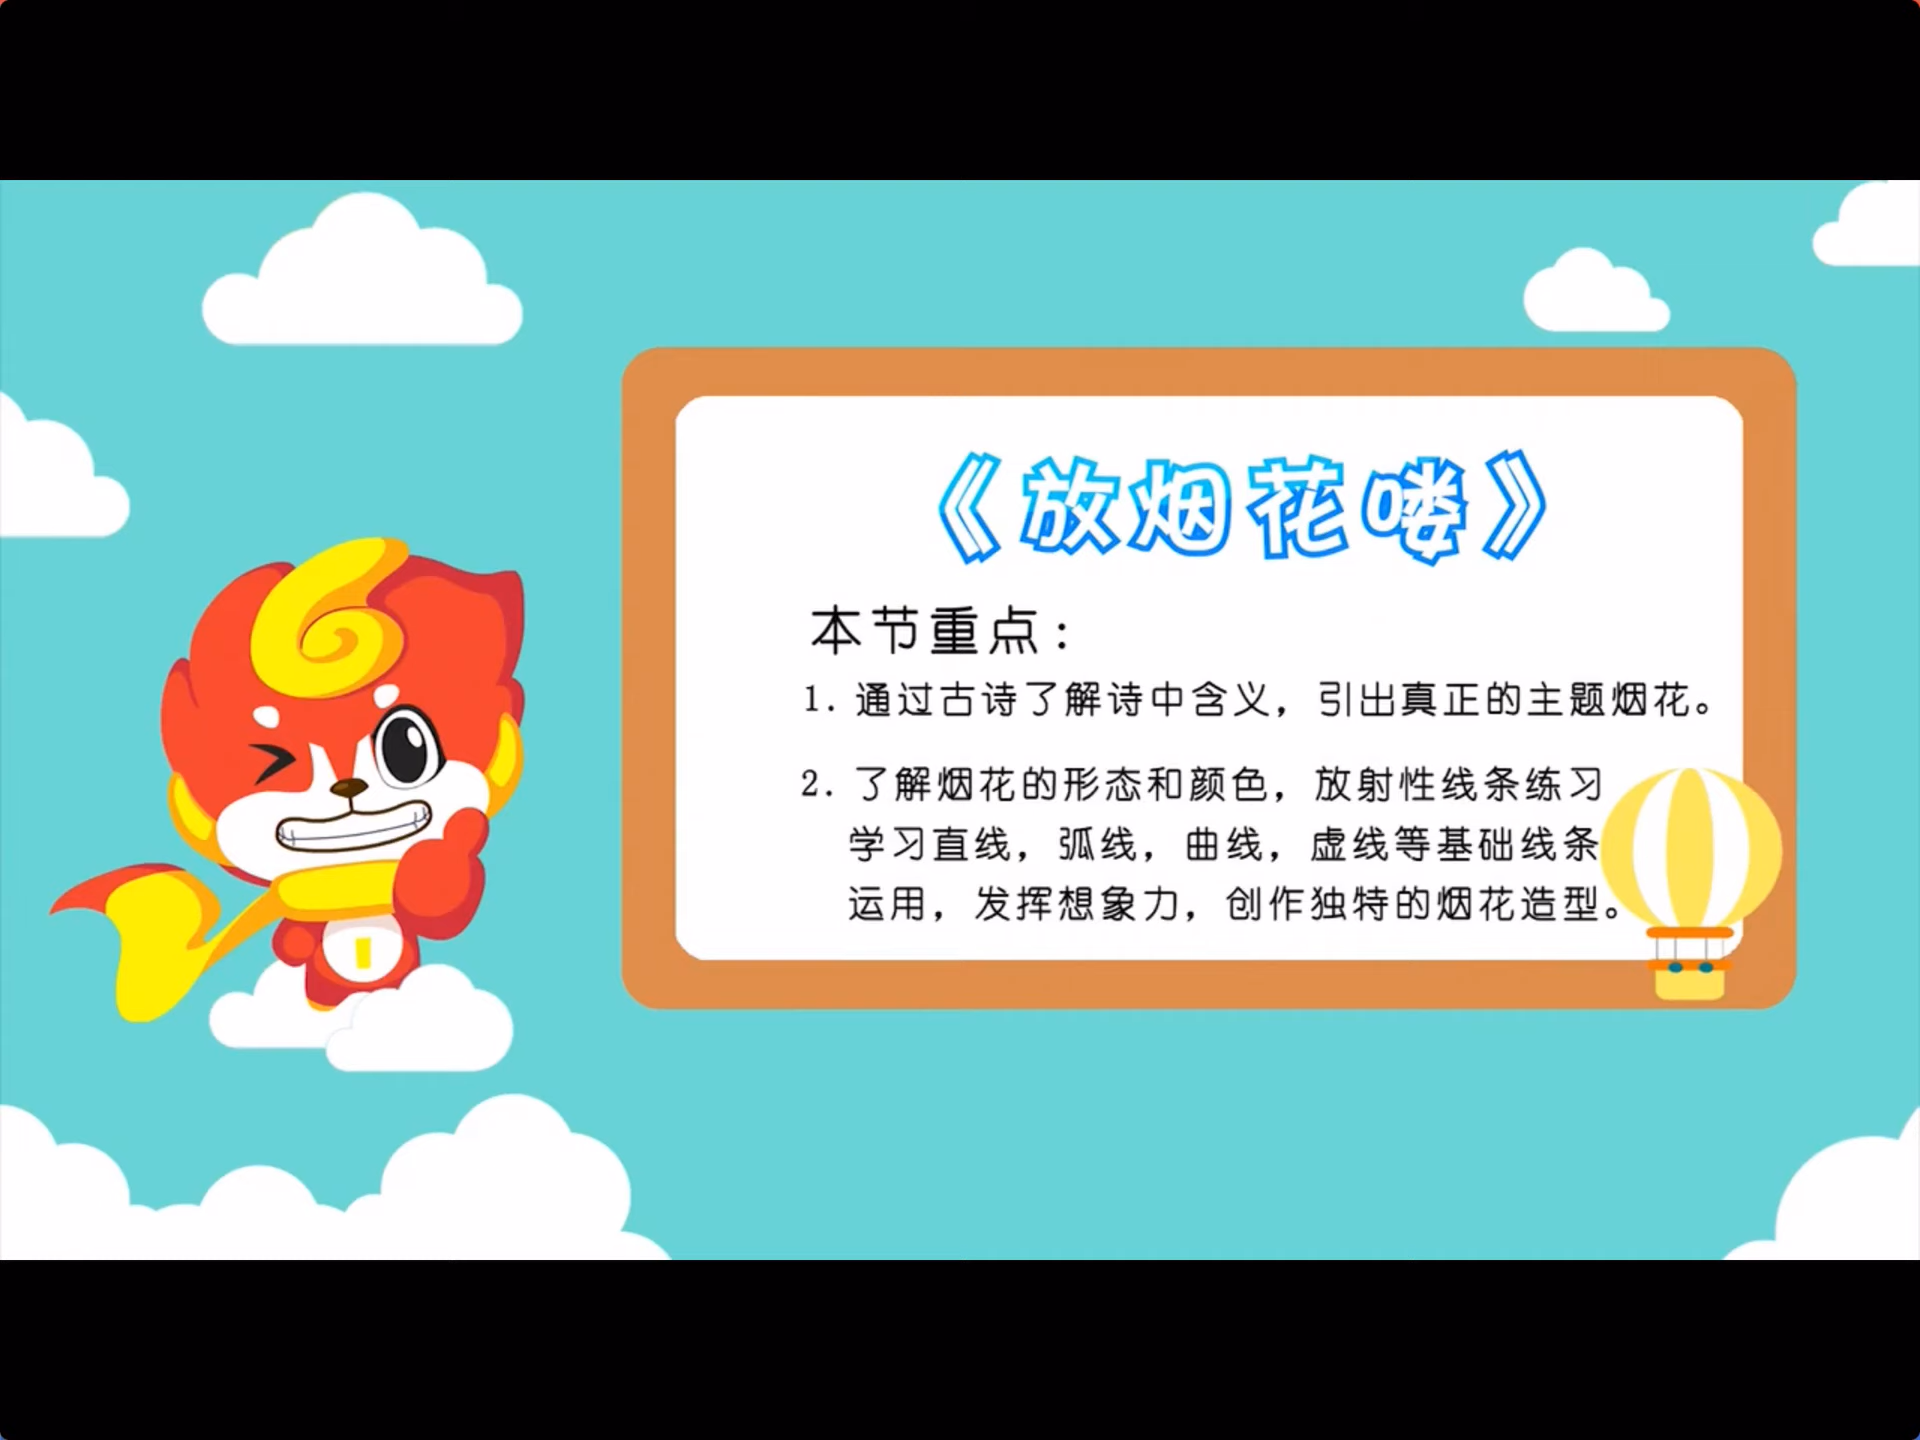 《放烟花喽》
本节重点：
1. 通过古诗了解诗中含义，引出真正的主题烟花。
2. 了解烟花的形态和颜色，放射性线条练习
学习直线，弧线，曲线，虚线等基础线条
运用，发挥想象力，创作独特的烟花造型。